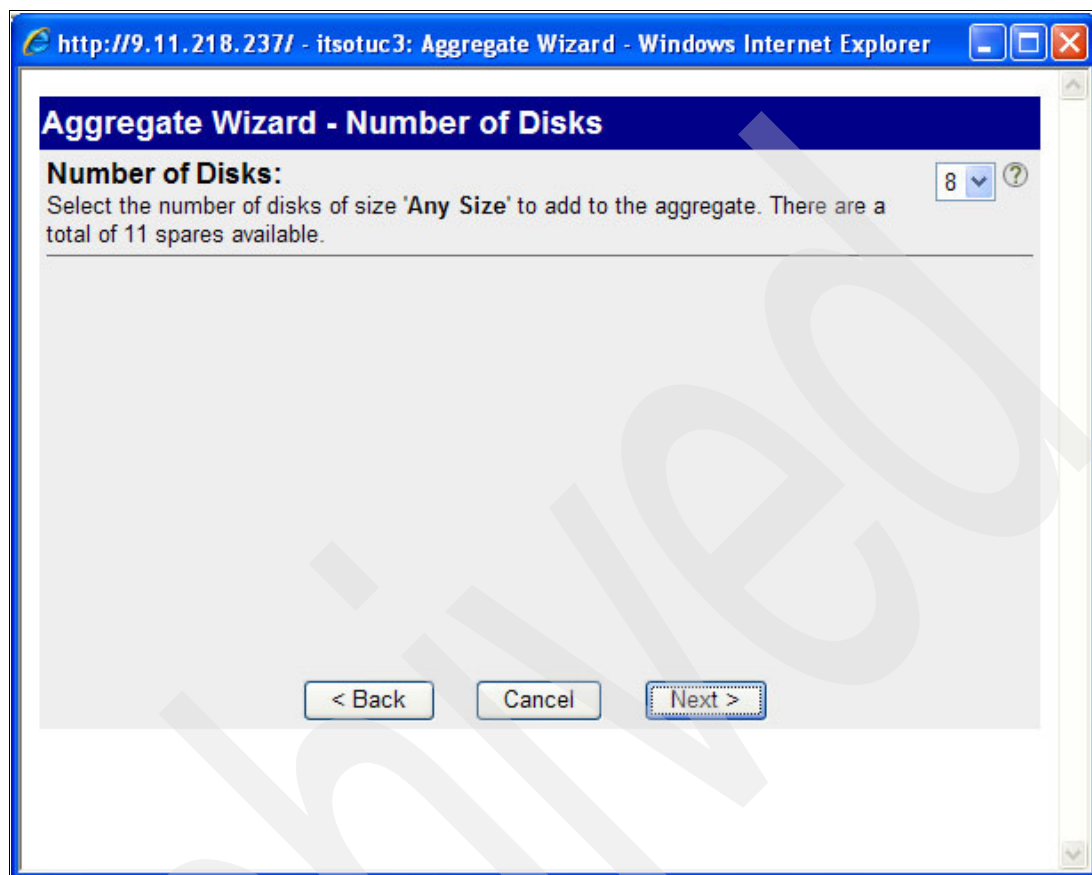 http://9.11.218.237/ - itsotuc3: Aggregate Wizard - Windows Internet Explorer
Aggregate Wizard - Number of Disks
Number of Disks:
8
?
Select the number of disks of size 'Any Size' to add to the aggregate. There are a
total of 11 spares available.
< Back
Cancel
Next >
hived